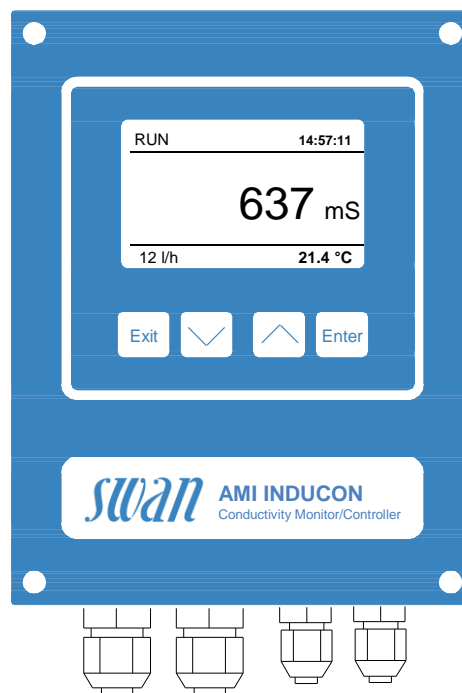 RUN 14:57:11
637 mS
12 l/h 21.4 °C
Exit Enter
swan AMI INDUCON
Conductivity Monitor/Controller